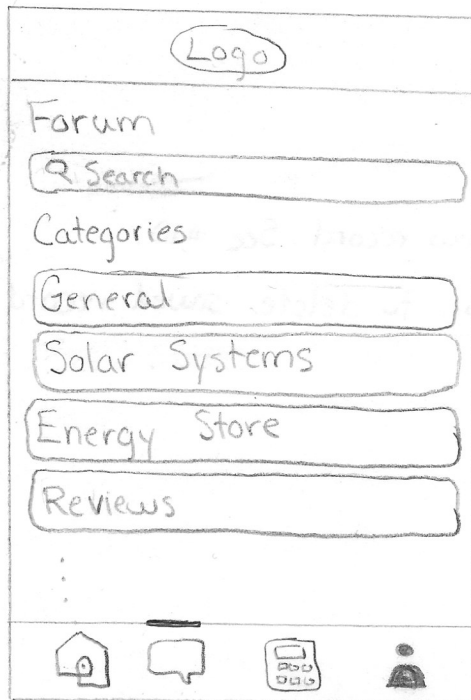 Logo
Forum
Search
Categories
General
Solar Systems
Energy Store
Reviews